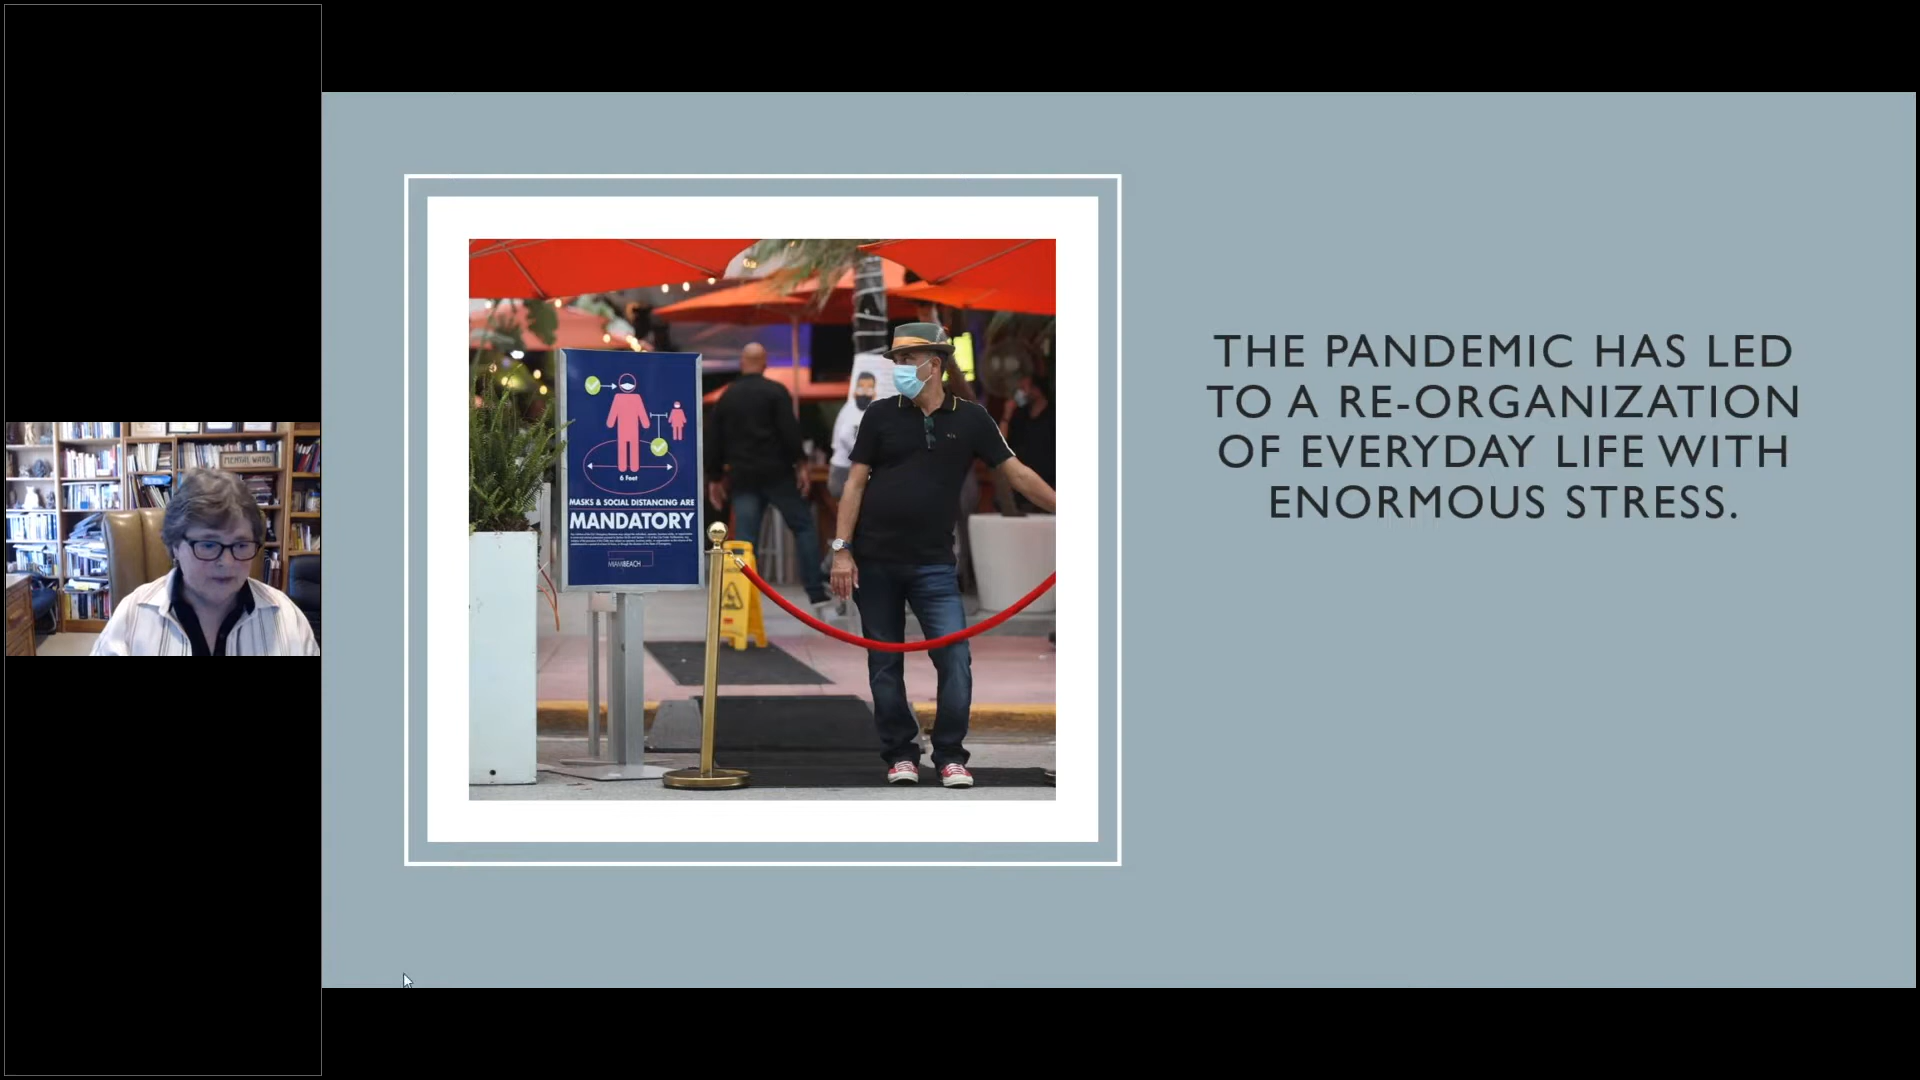 THE PANDEMIC HAS LED
TO A RE-ORGANIZATION
OF EVERYDAY LIFE WITH
ENORMOUS STRESS.
6 Feet
MASKS & SOCIAL DISTANCING ARE
MANDATORY
MIAMIBEACH